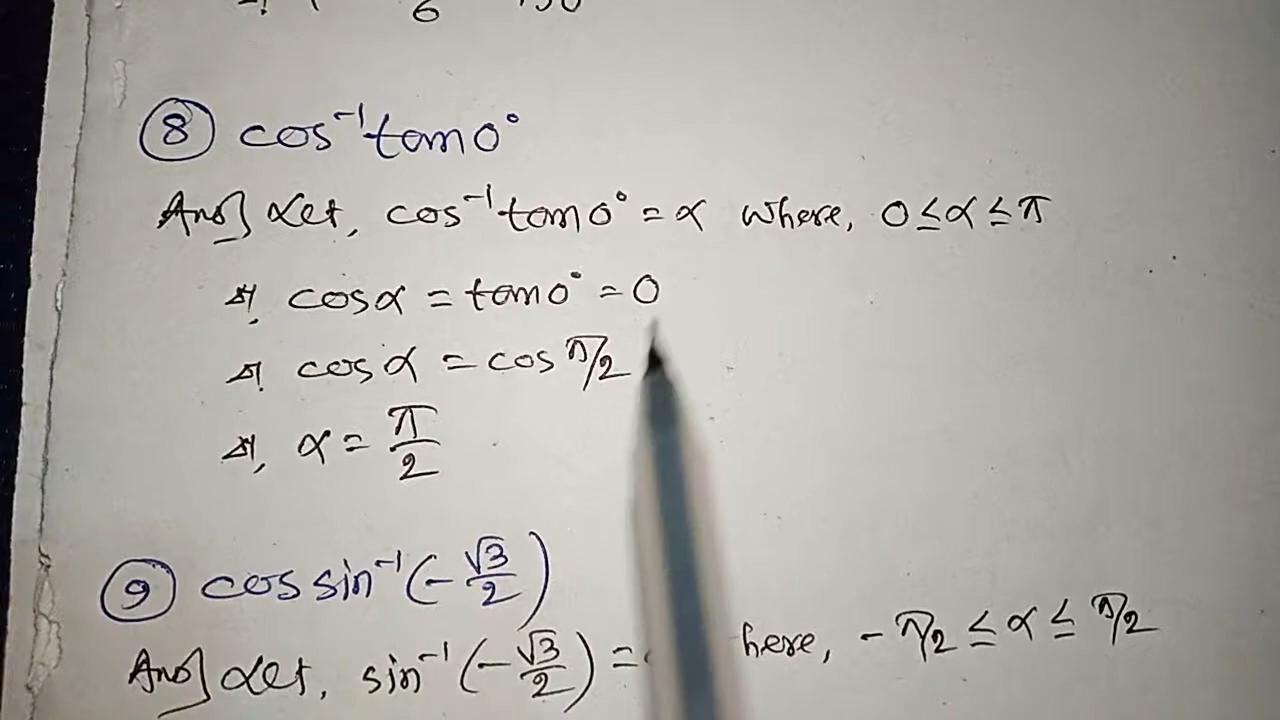 6
⑧ cos⁻¹tan0°
Ans] Let, cos⁻¹tan0° = α where, 0≤α≤π
cosα = tan0° = 0
cosα = cos π/2
α = π/2
⑨ cos sin⁻¹(-√3/2)
Ans] Let, sin⁻¹(-√3/2) = here, -π/2 ≤ α ≤ π/2